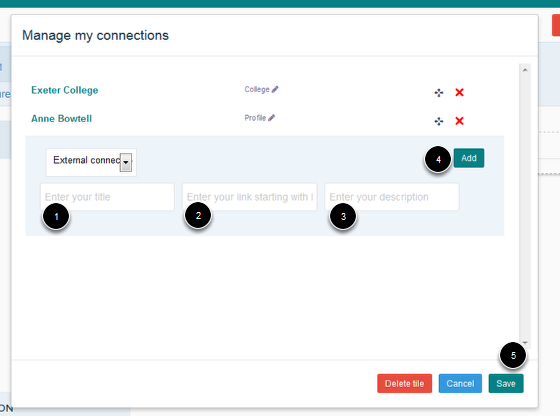 Manage my connections
Exeter College College
Anne Bowtell Profile
External connec
4 Add
Enter your title Enter your link starting with Enter your description
1 2 3
5
Delete tile Cancel Save
ON